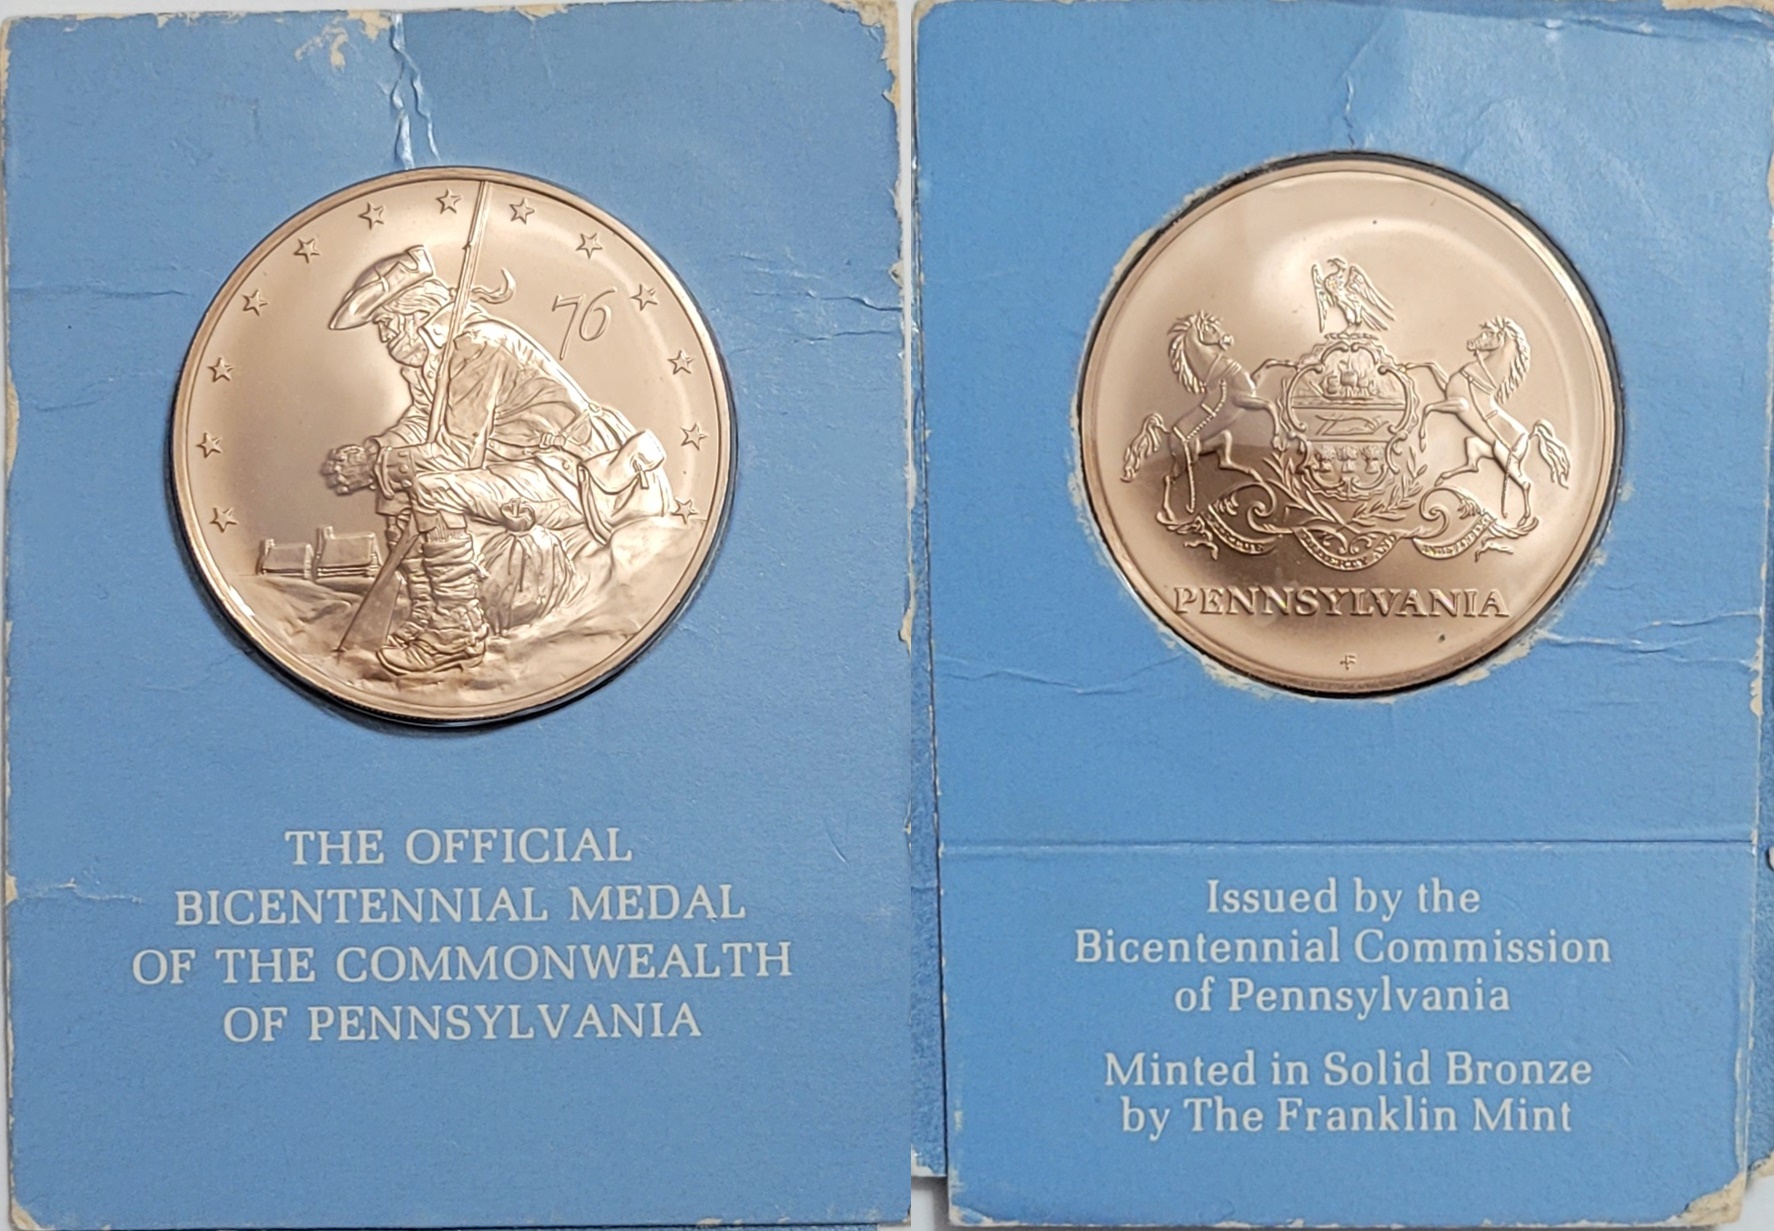 76
THE OFFICIAL
BICENTENNIAL MEDAL
OF THE COMMONWEALTH
OF PENNSYLVANIA
PENNSYLVANIA
Issued by the
Bicentennial Commission
of Pennsylvania
Minted in Solid Bronze
by The Franklin Mint